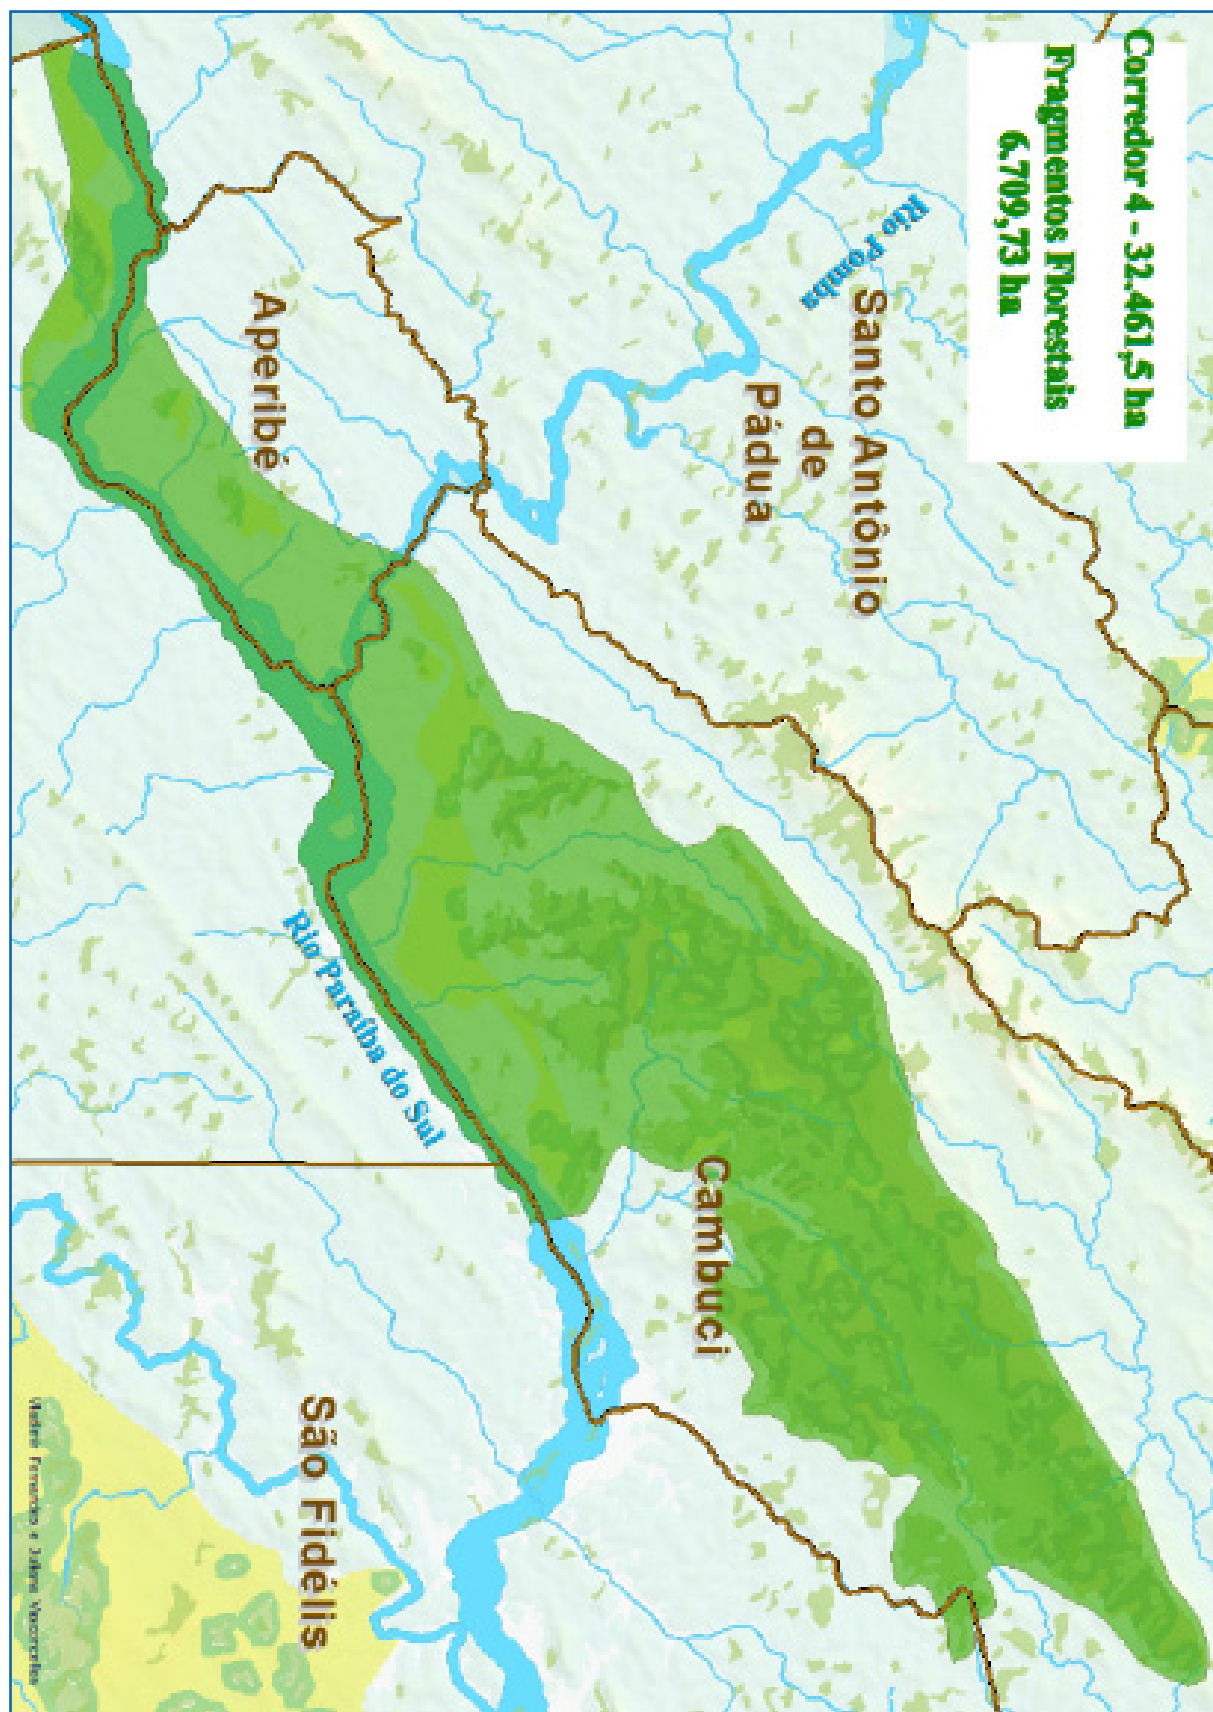 Corredor 4 - 32.461,5 ha
Fragmentos Florestais
6.709,73 ha
Rio Pomba
Santo Antônio
de
Pádua
Aperibé
Cambuci
Rio Paraíba do Sul
São Fidélis